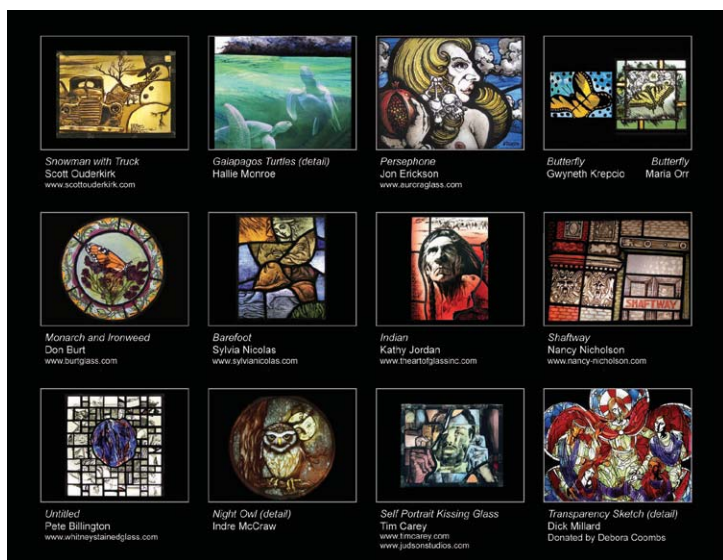 Snowman with Truck
Scott Ouderkirk
www.scottouderkirk.com
Galapagos Turtles (detail)
Hallie Monroe
Persephone
Jon Erickson
www.auroraglass.com
Butterfly
Gwyneth Krepcio
Butterfly
Maria Orr
Monarch and Ironweed
Don Burt
www.burtglass.com
Barefoot
Sylvia Nicolas
www.sylvianicolas.com
Indian
Kathy Jordan
www.theartofglassinc.com
SHAFTWAY
Shaftway
Nancy Nicholson
www.nancy-nicholson.com
Untitled
Pete Billington
www.whitneystainedglass.com
Night Owl (detail)
Indre McCraw
Self Portrait Kissing Glass
Tim Carey
www.timcarey.com
www.judsonstudios.com
Transparency Sketch (detail)
Dick Millard
Donated by Debora Coombs